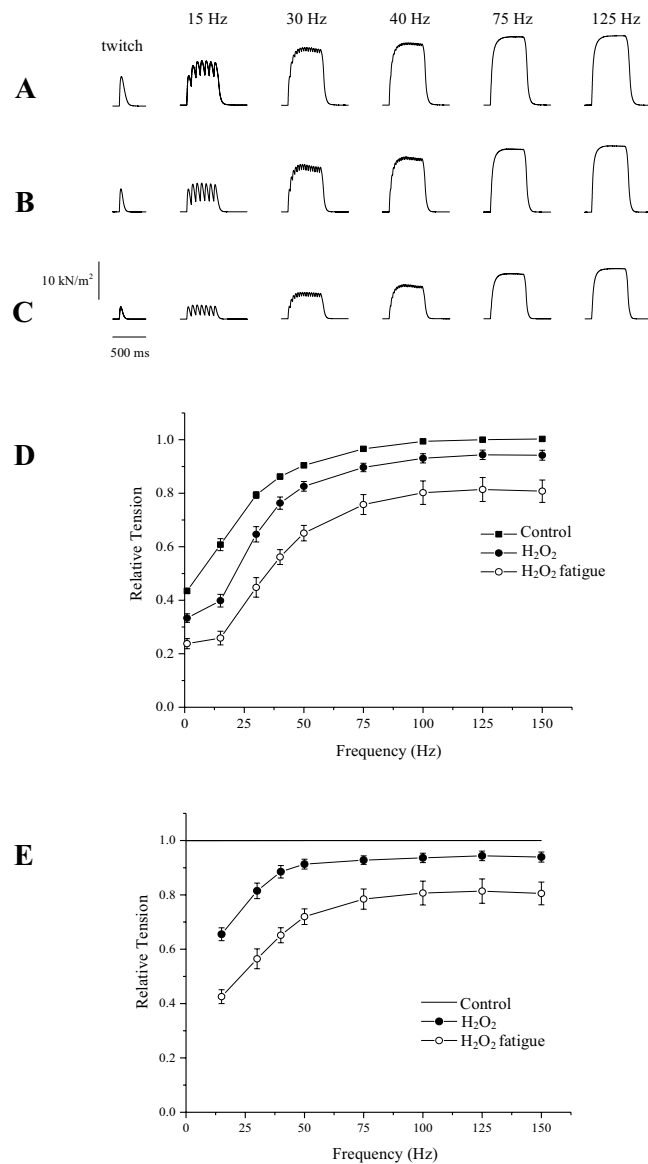 15 Hz 30 Hz 40 Hz 75 Hz 125 Hz
twitch
A
B
10 kN/m²
C
500 ms
D
1.0
0.8
0.6
0.4
0.2
0.0
Relative Tension
Control
H₂O₂
H₂O₂ fatigue
0 25 50 75 100 125 150
Frequency (Hz)
E
1.0
0.8
0.6
0.4
0.2
0.0
Relative Tension
Control
H₂O₂
H₂O₂ fatigue
0 25 50 75 100 125 150
Frequency (Hz)